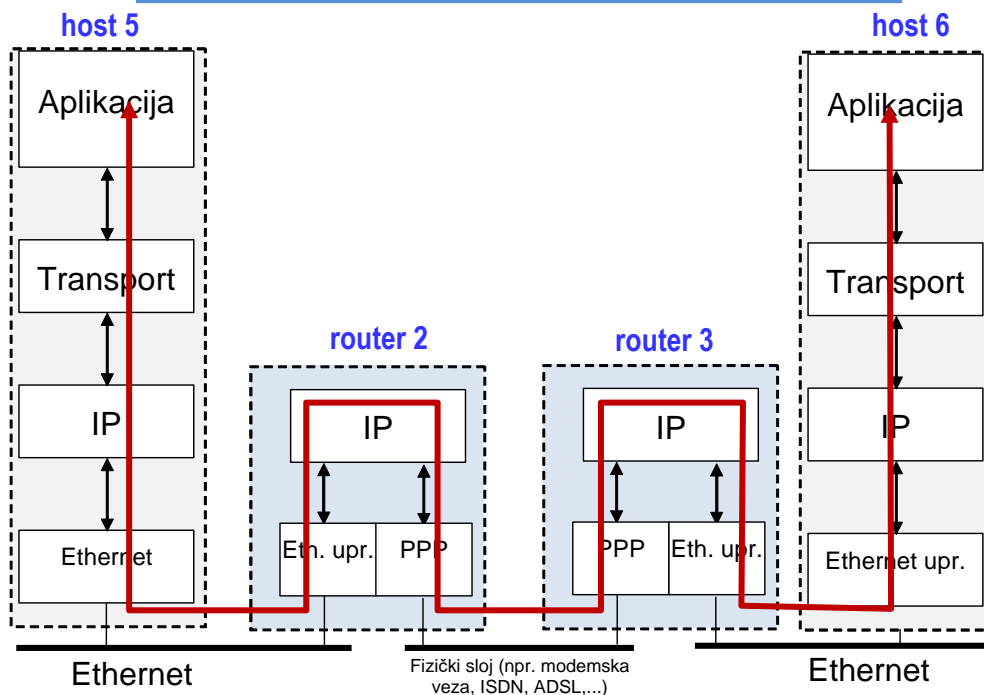 host 5
host 6
Aplikacija
Aplikacija
Transport
Transport
router 2
router 3
IP
IP
IP
IP
Ethernet
Eth. upr.
PPP
PPP
Eth. upr.
Ethernet upr.
Ethernet
Fizički sloj (npr. modemska
veza, ISDN, ADSL,...)
Ethernet